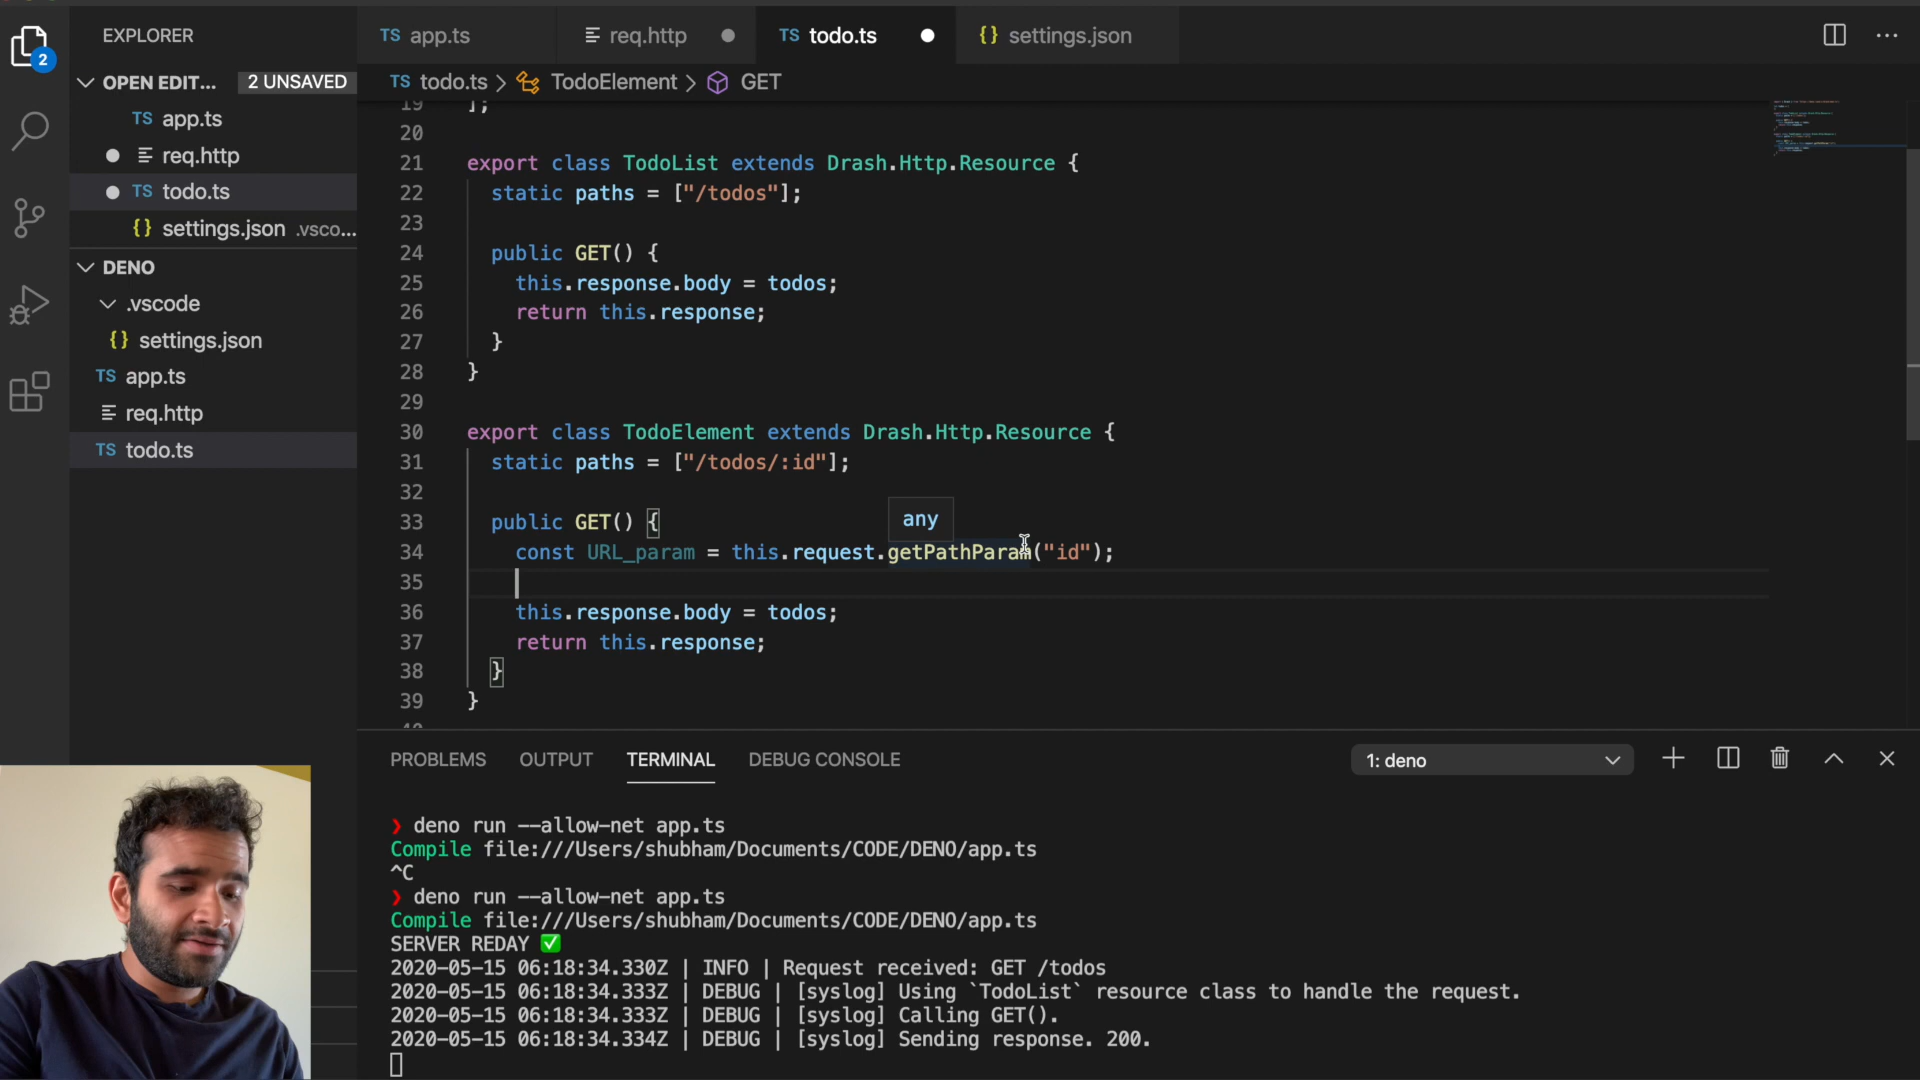 EXPLORER
TS app.ts
req.http
TS todo.ts
{} settings.json
OPEN EDIT... 2 UNSAVED
TS todo.ts > TodoElement > GET
TS app.ts
req.http
TS todo.ts
{} settings.json .vsco...
DENO
.vscode
{} settings.json
TS app.ts
req.http
TS todo.ts
2
19 ];
20
21 export class TodoList extends Drash.Http.Resource {
22 static paths = ["/todos"];
23
24 public GET() {
25 this.response.body = todos;
26 return this.response;
27 }
28 }
29
30 export class TodoElement extends Drash.Http.Resource {
31 static paths = ["/todos/:id"];
32
any
33 public GET() {
34 const URL_param = this.request.getPathParam("id");
35
36 this.response.body = todos;
37 return this.response;
38 }
39 }
PROBLEMS OUTPUT TERMINAL DEBUG CONSOLE 1: deno
❯ deno run --allow-net app.ts
Compile file:///Users/shubham/Documents/CODE/DENO/app.ts
^C
❯ deno run --allow-net app.ts
Compile file:///Users/shubham/Documents/CODE/DENO/app.ts
SERVER REDAY ✅
2020-05-15 06:18:34.330Z | INFO | Request received: GET /todos
2020-05-15 06:18:34.333Z | DEBUG | [syslog] Using `TodoList` resource class to handle the request.
2020-05-15 06:18:34.333Z | DEBUG | [syslog] Calling GET().
2020-05-15 06:18:34.334Z | DEBUG | [syslog] Sending response. 200.